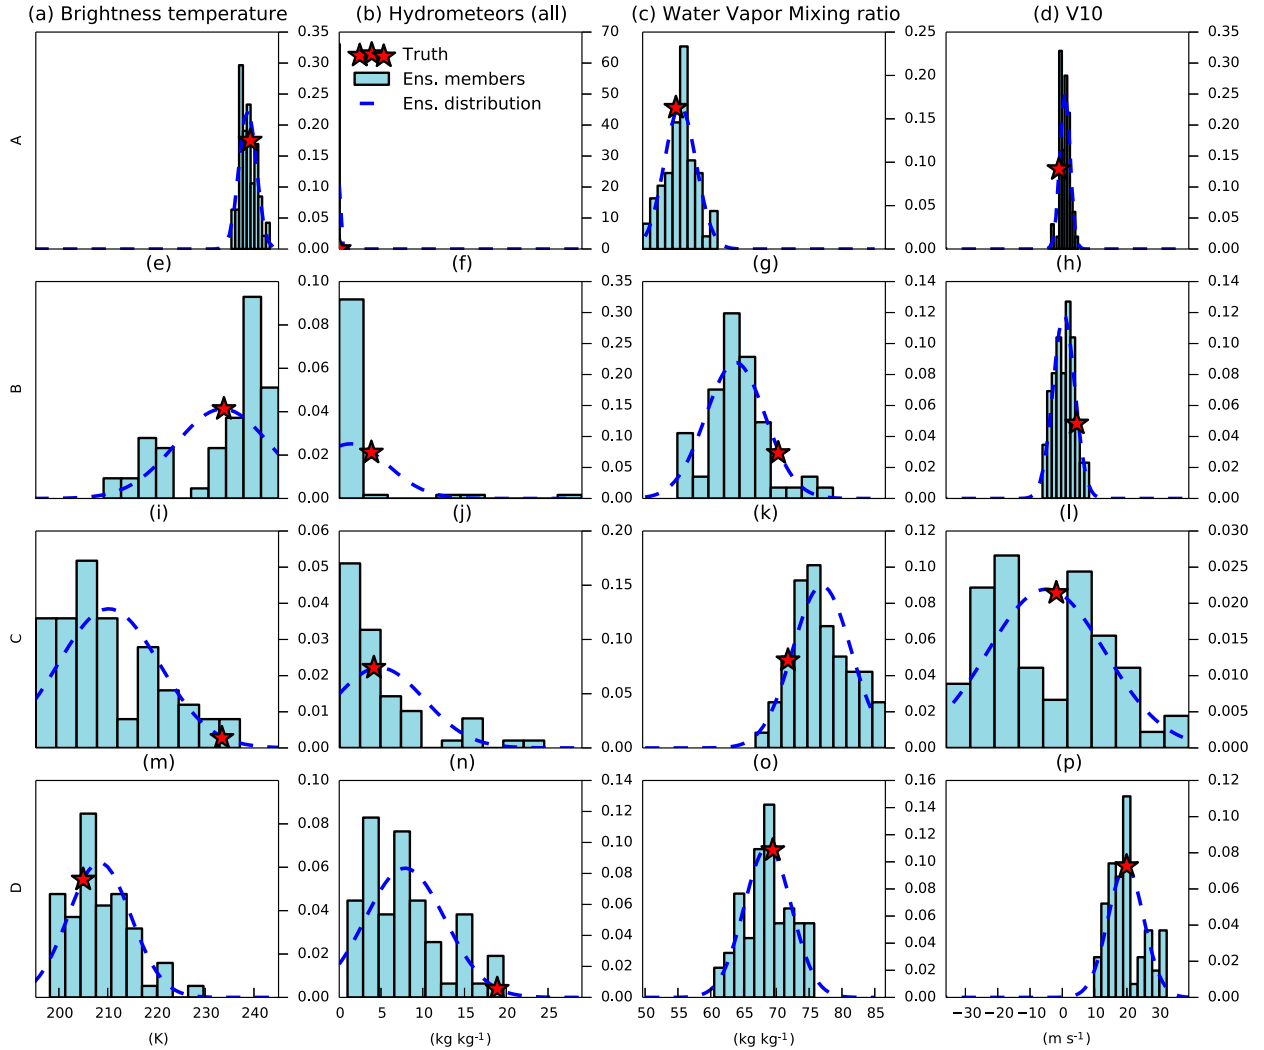 (a) Brightness temperature (b) Hydrometeors (all) (c) Water Vapor Mixing ratio (d) V10
A
0.35 0.30 0.25 0.20 0.15 0.10 0.05 0.00
70 60 50 40 30 20 10 0
Truth
Ens. members
Ens. distribution
0.25 0.20 0.15 0.10 0.05 0.00
0.35 0.30 0.25 0.20 0.15 0.10 0.05 0.00
(e) (f) (g) (h)
B
0.10 0.08 0.06 0.04 0.02 0.00
0.35 0.30 0.25 0.20 0.15 0.10 0.05 0.00
0.14 0.12 0.10 0.08 0.06 0.04 0.02 0.00
0.14 0.12 0.10 0.08 0.06 0.04 0.02 0.00
(i) (j) (k) (l)
C
0.06 0.05 0.04 0.03 0.02 0.01 0.00
0.20 0.15 0.10 0.05 0.00
0.12 0.10 0.08 0.06 0.04 0.02 0.00
0.030 0.025 0.020 0.015 0.010 0.005 0.000
(m) (n) (o) (p)
D
0.10 0.08 0.06 0.04 0.02 0.00
0.14 0.12 0.10 0.08 0.06 0.04 0.02 0.00
0.16 0.14 0.12 0.10 0.08 0.06 0.04 0.02 0.00
0.12 0.10 0.08 0.06 0.04 0.02 0.00
200 210 220 230 240
0 5 10 15 20 25
50 55 60 65 70 75 80 85
−30 −20 −10 0 10 20 30
(K) (kg kg⁻¹) (kg kg⁻¹) (m s⁻¹)